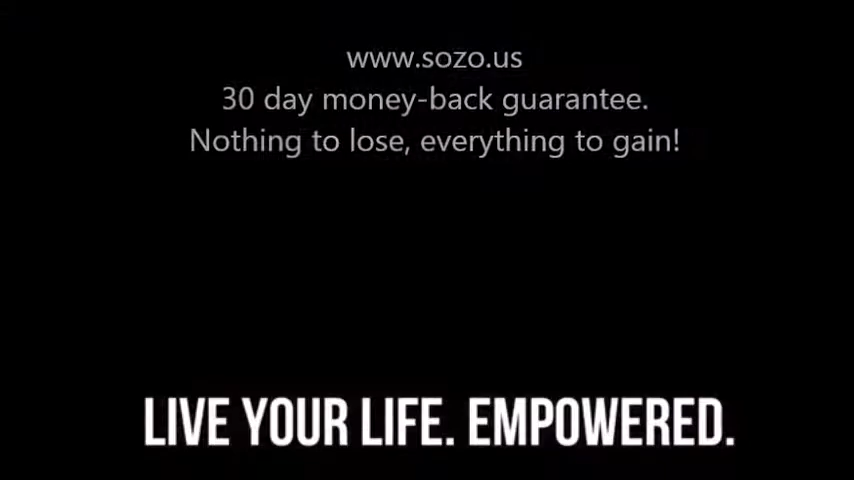 www.sozo.us
30 day money-back guarantee.
Nothing to lose, everything to gain!
LIVE YOUR LIFE. EMPOWERED.